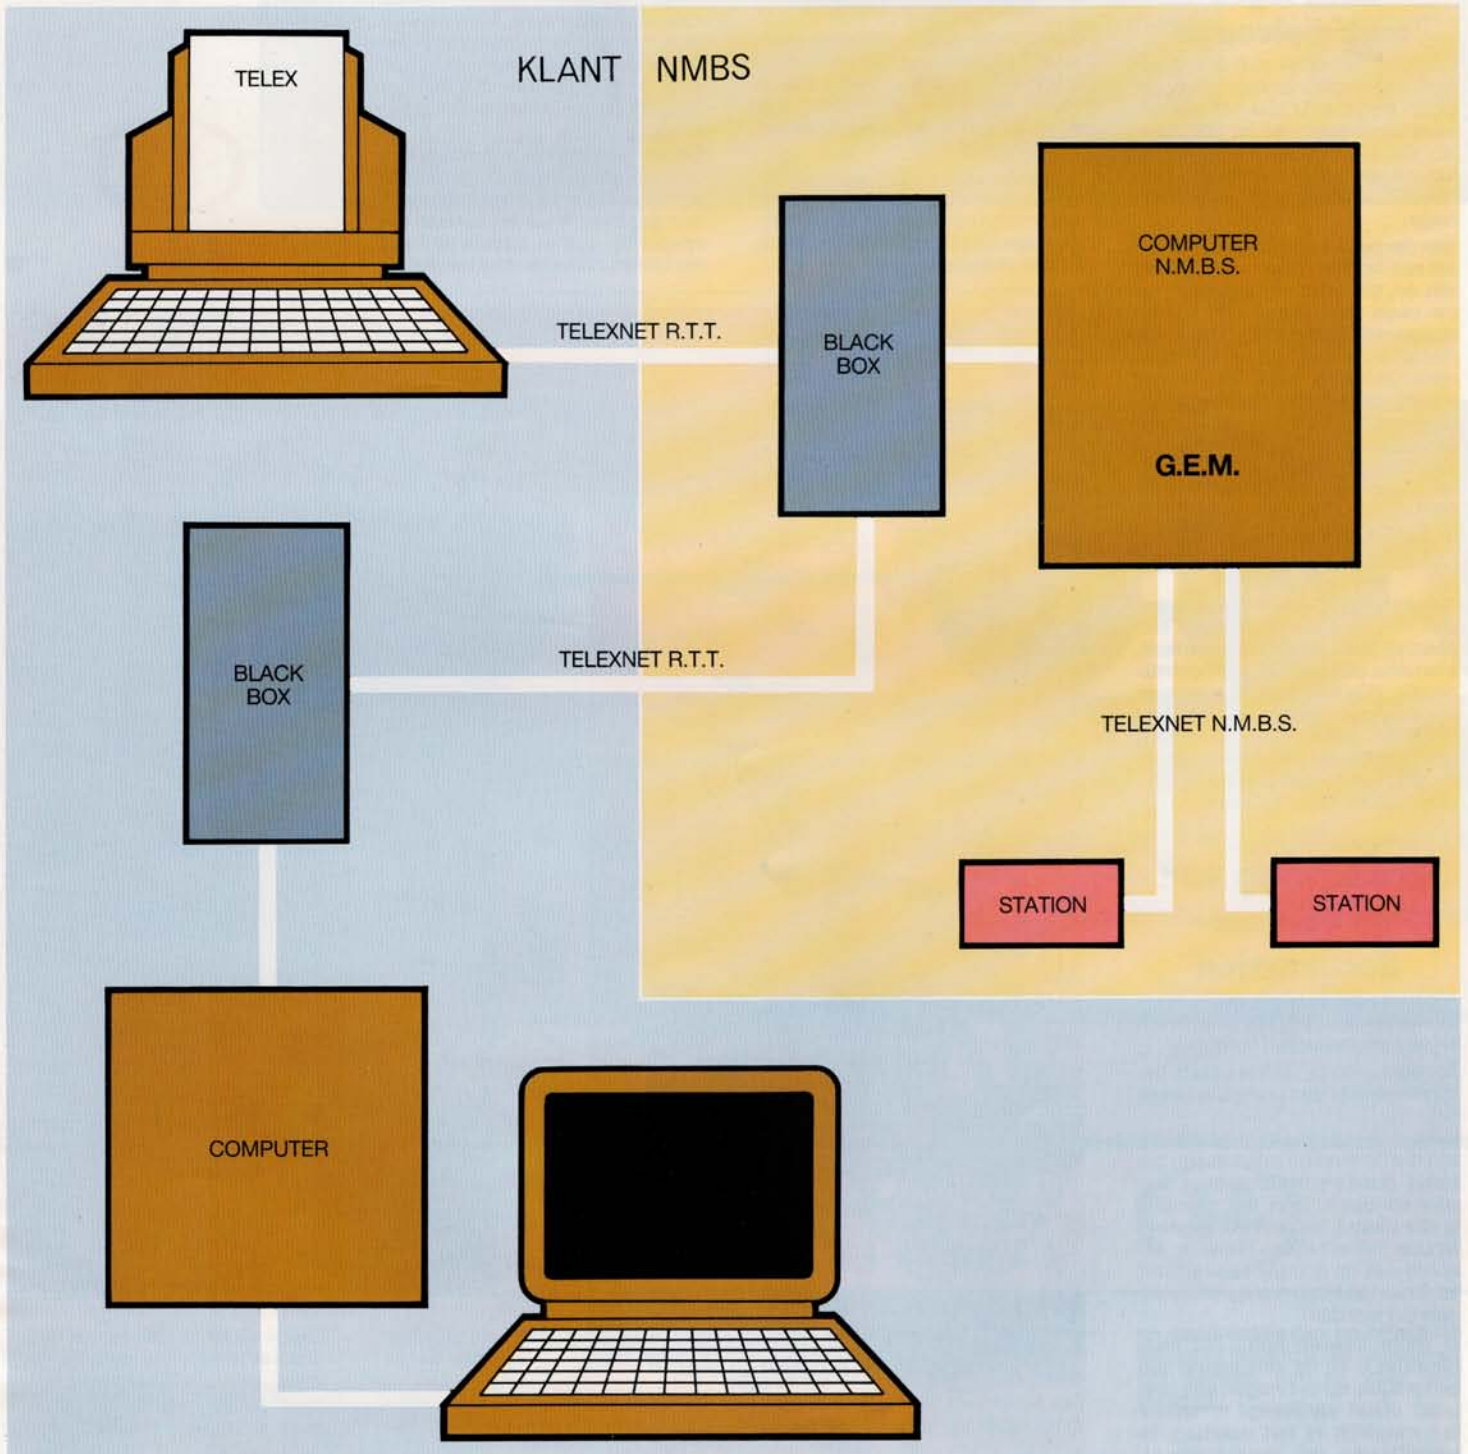 KLANT NMBS
TELEX
COMPUTER
N.M.B.S.
TELEXNET R.T.T.
BLACK
BOX
G.E.M.
TELEXNET R.T.T.
BLACK
BOX
TELEXNET N.M.B.S.
STATION
STATION
COMPUTER